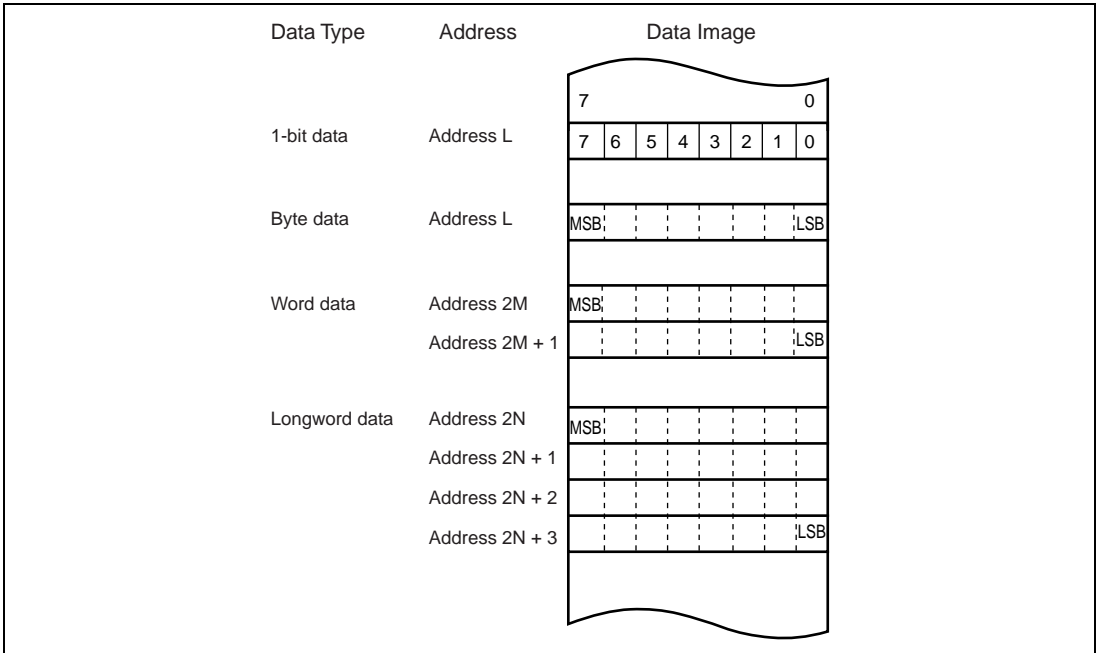 Data Type Address Data Image
7 0
1-bit data Address L 7 6 5 4 3 2 1 0
Byte data Address L MSB LSB
Word data Address 2M MSB
Address 2M + 1 LSB
Longword data Address 2N MSB
Address 2N + 1
Address 2N + 2
Address 2N + 3 LSB